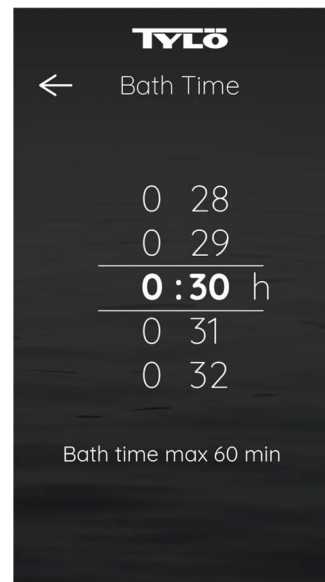 TYLÖ
Bath Time
0 28
0 29
0 : 30 h
0 31
0 32
Bath time max 60 min